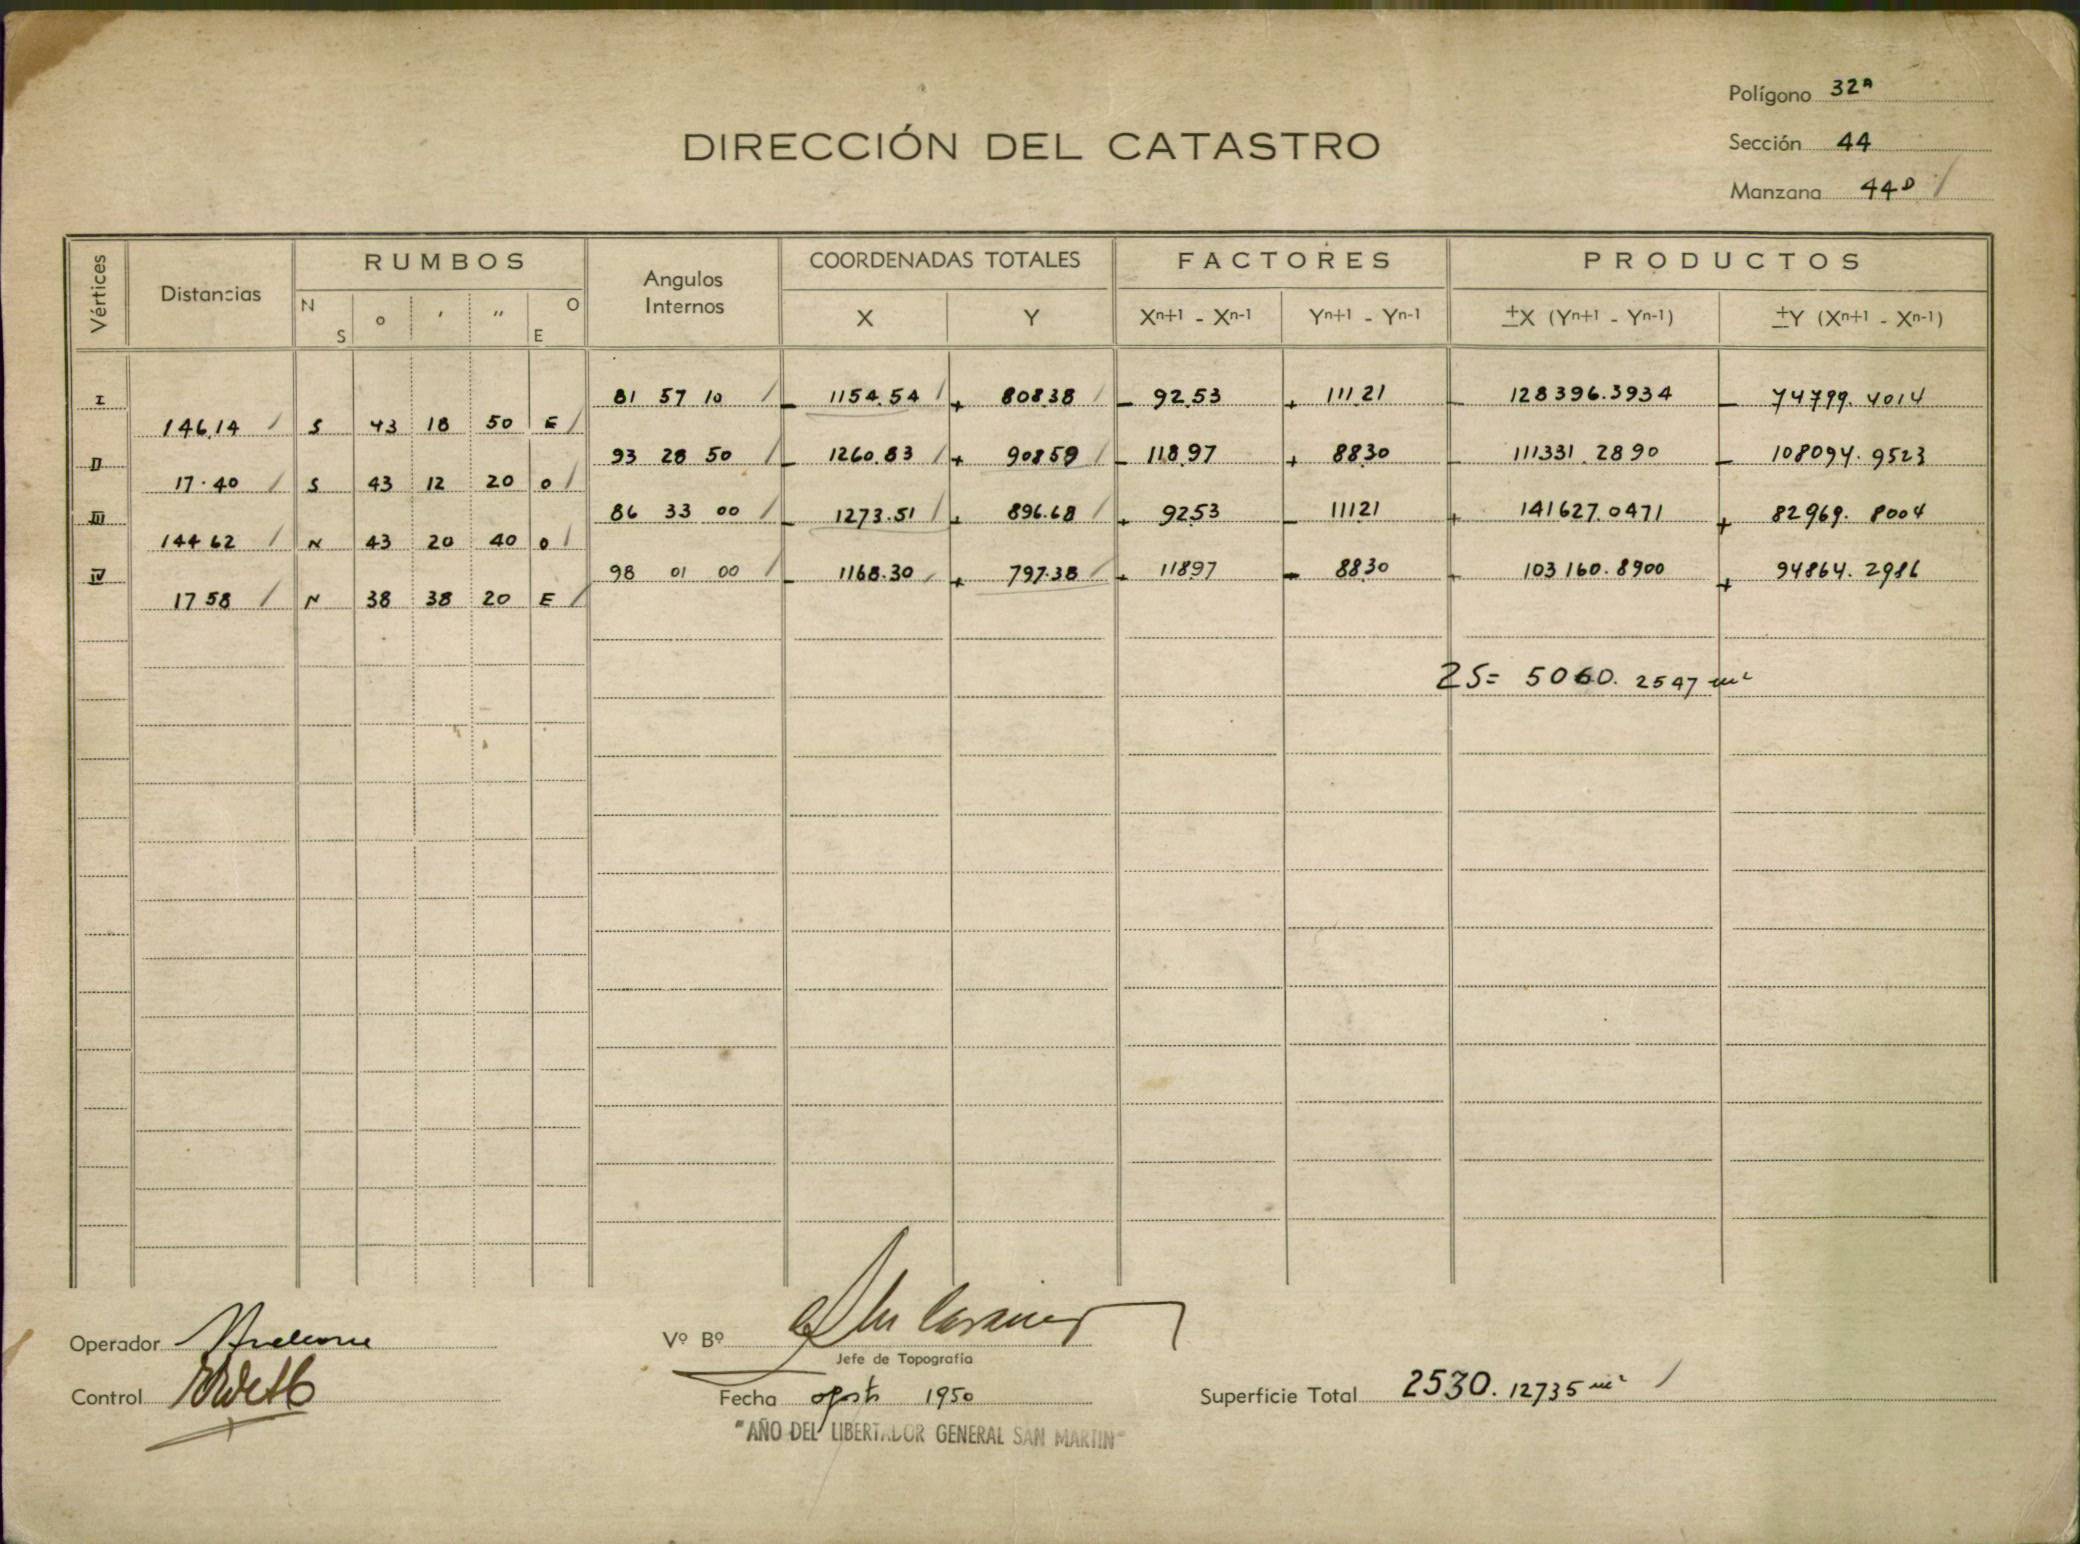 Polígono 32ª
DIRECCIÓN DEL CATASTRO
Sección 44
Manzana 44D /
Vértices
Distancias
RUMBOS
N S ° ′ ″ O E
Angulos Internos
COORDENADAS TOTALES
X Y
FACTORES
Xn+1 - Xn-1 Yn+1 - Yn-1
PRODUCTOS
±X (Yn+1 - Yn-1) ±Y (Xn+1 - Xn-1)
I 81 57 10 / - 1154.54 / + 808.38 / - 92.53 + 111.21 - 128396.3934 - 74799.4014
146.14 / S 43 18 50 E /
II 93 28 50 / - 1260.83 / + 908.59 / - 118.97 + 88.30 - 111331.2890 - 108094.9523
17.40 / S 43 12 20 O /
III 86 33 00 / - 1273.51 / + 896.68 / + 92.53 - 111.21 + 141627.0471 + 82969.8004
144.62 / N 43 20 40 O /
IV 98 01 00 / - 1168.30 / + 797.38 / + 118.97 - 88.30 + 103160.8900 + 94864.2986
17.58 / N 38 38 20 E /
2S= 5060.2547 m²
Operador
Vº Bº
Jefe de Topografía
Control
Fecha agosto 1950
Superficie Total 2530.12735 m² /
"AÑO DEL LIBERTADOR GENERAL SAN MARTIN"